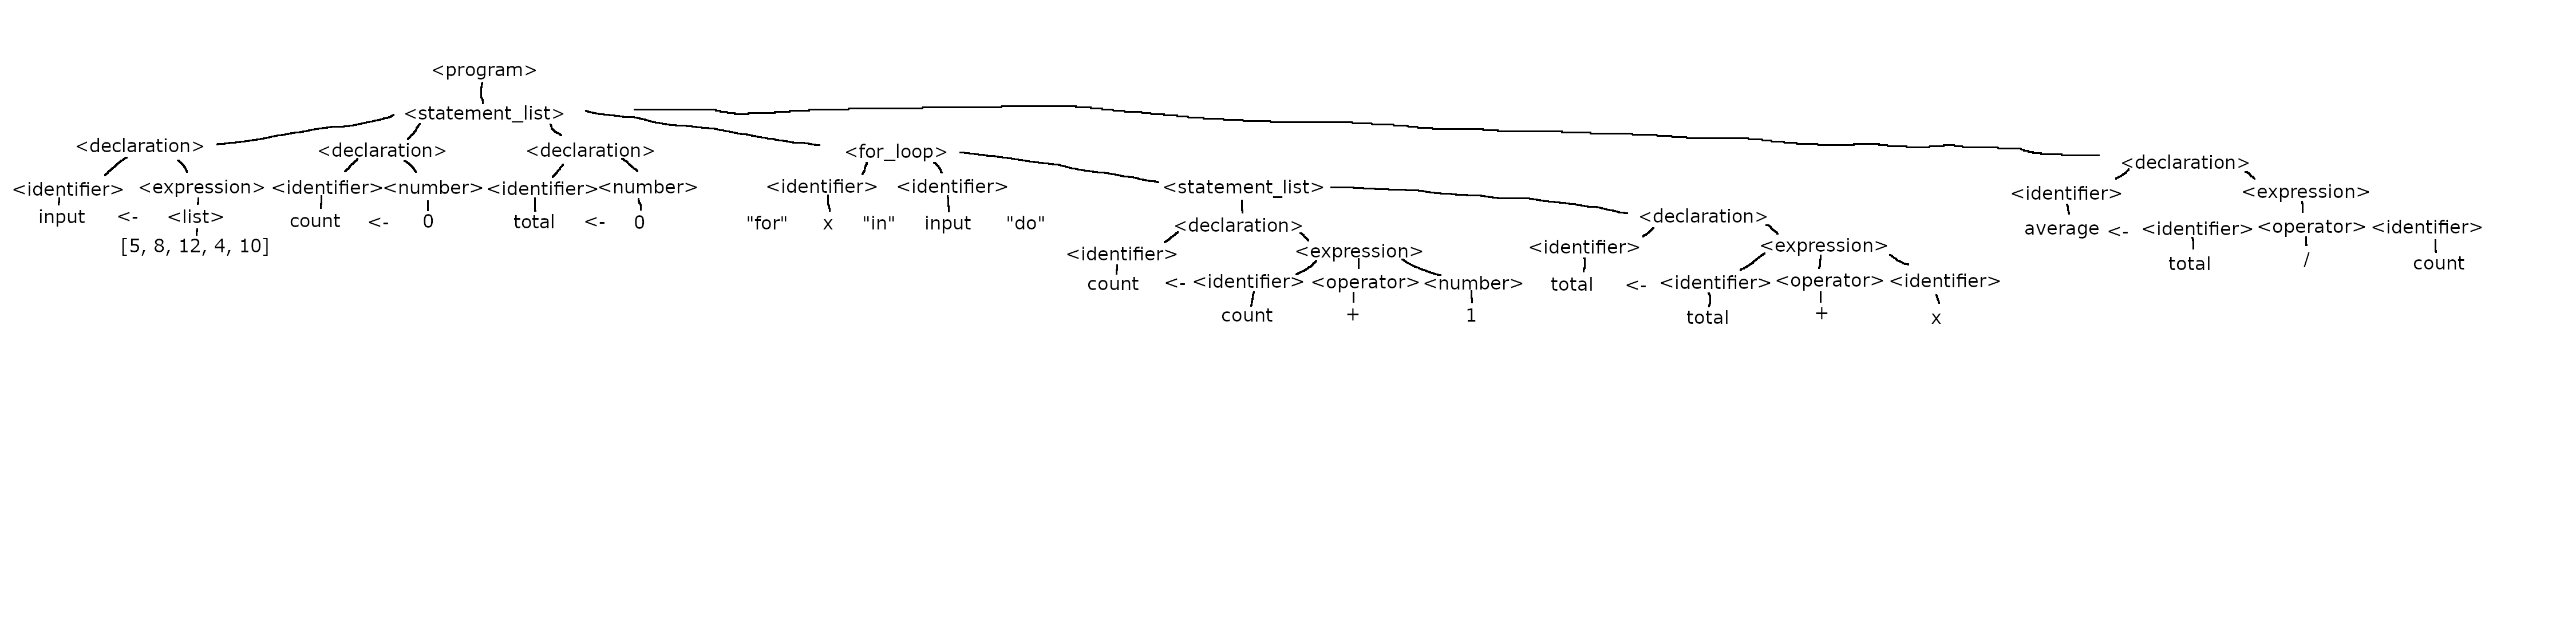 <program>
<statement_list>
<declaration> <declaration> <declaration> <for_loop> <declaration>
<identifier> <expression> <identifier> <number> <identifier> <number> <identifier> <identifier> <statement_list> <identifier> <expression>
input <- <list> count <- 0 total <- 0 "for" x "in" input "do" <declaration> <declaration> average <- <identifier> <operator> <identifier>
[5, 8, 12, 4, 10] <identifier> <expression> <identifier> <expression> total / count
count <- <identifier> <operator> <number> total <- <identifier> <operator> <identifier>
count + 1 total + x